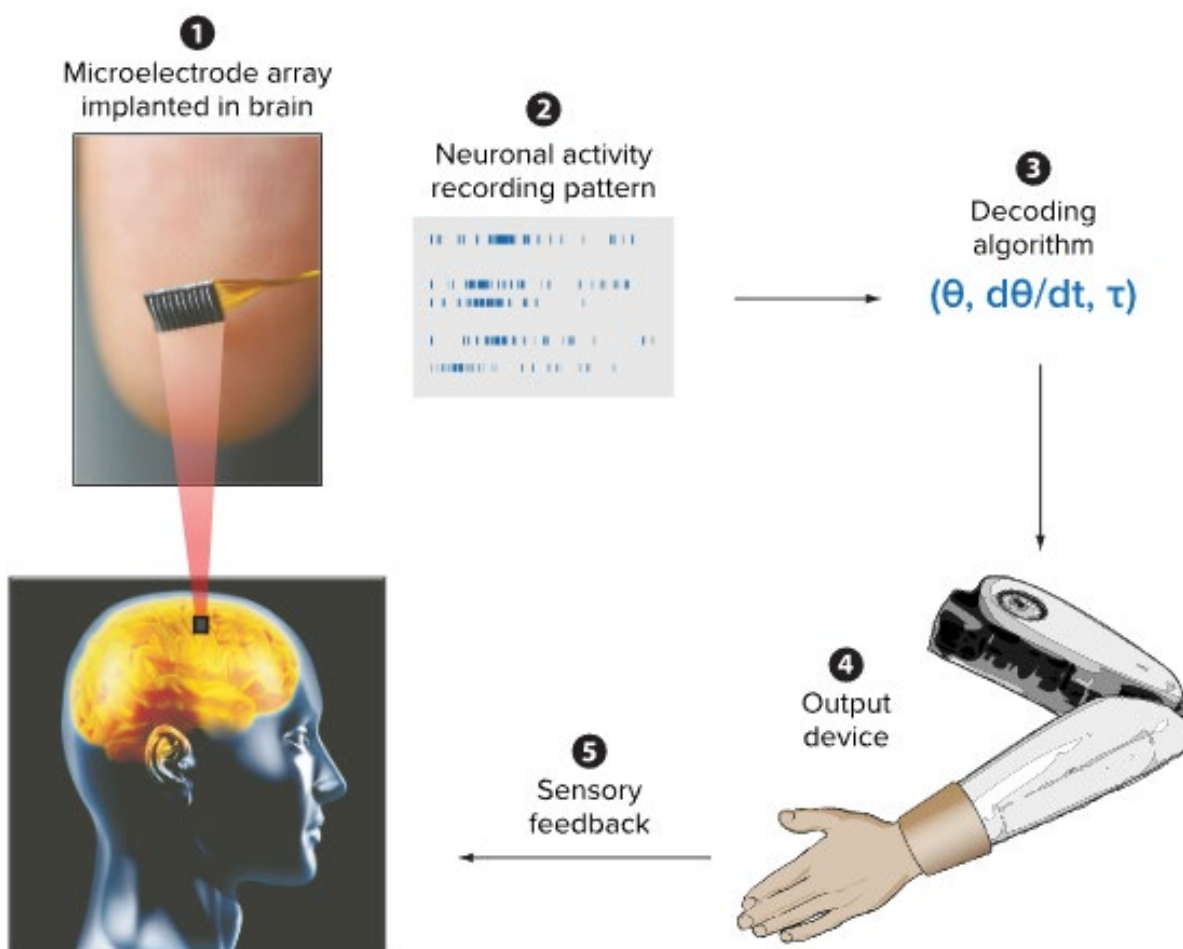 1
Microelectrode array
implanted in brain
2
Neuronal activity
recording pattern
3
Decoding
algorithm
(θ, dθ/dt, τ)
4
Output
device
5
Sensory
feedback